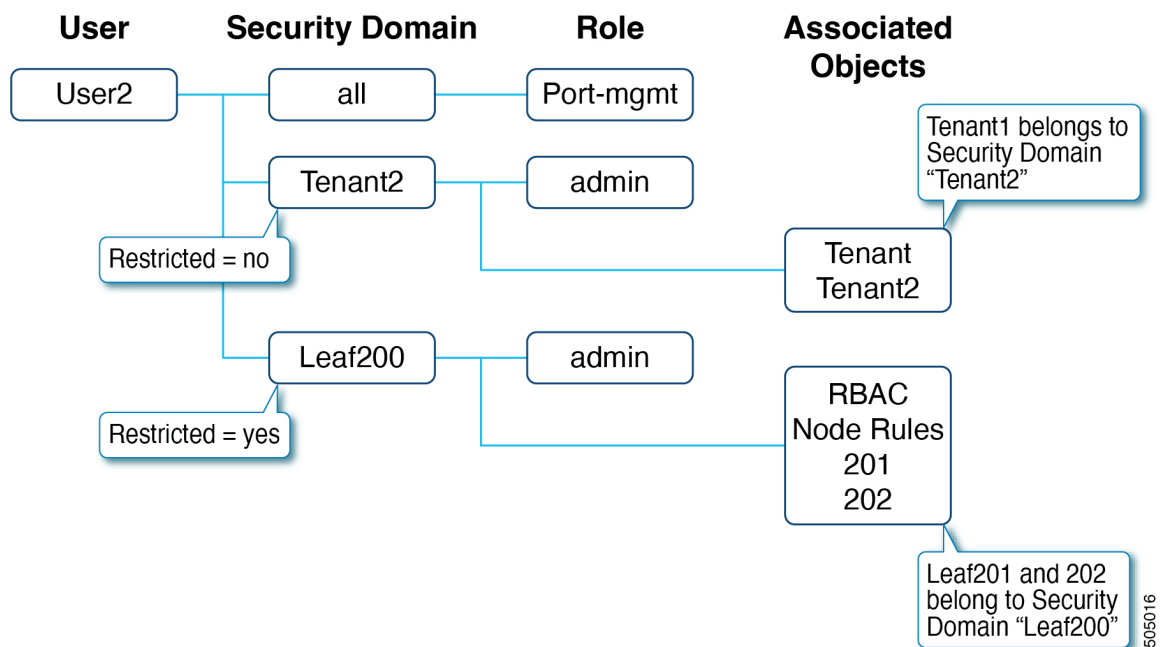 User
Security Domain
Role
Associated
Objects
User2
all
Port-mgmt
Tenant1 belongs to
Security Domain
“Tenant2”
Tenant2
admin
Restricted = no
Tenant
Tenant2
Leaf200
admin
Restricted = yes
RBAC
Node Rules
201
202
Leaf201 and 202
belong to Security
Domain “Leaf200”
505016